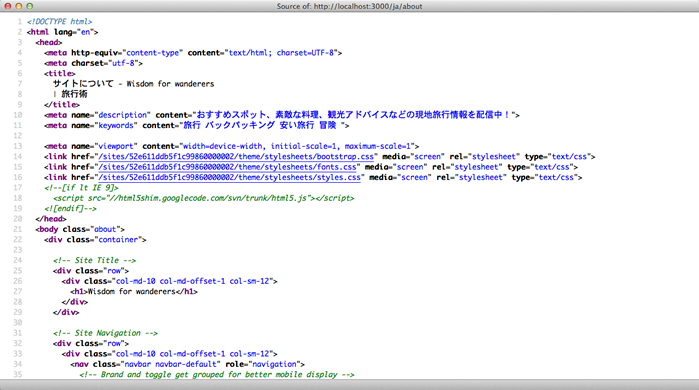 Source of: http://localhost:3000/ja/about
1 <!DOCTYPE html>
2 <html lang="en">
3 <head>
4 <meta http-equiv="content-type" content="text/html; charset=UTF-8">
5 <meta charset="utf-8">
6 <title>
7 サイトについて - Wisdom for wanderers
8 | 旅行術
9 </title>
10 <meta name="description" content="おすすめスポット、素敵な料理、観光アドバイスなどの現地旅行情報を配信中！">
11 <meta name="keywords" content="旅行 バックパッキング 安い旅行 冒険 ">
12
13 <meta name="viewport" content="width=device-width, initial-scale=1, maximum-scale=1">
14 <link href="/sites/52e611ddb5f1c99860000002/theme/stylesheets/bootstrap.css" media="screen" rel="stylesheet" type="text/css">
15 <link href="/sites/52e611ddb5f1c99860000002/theme/stylesheets/fonts.css" media="screen" rel="stylesheet" type="text/css">
16 <link href="/sites/52e611ddb5f1c99860000002/theme/stylesheets/styles.css" media="screen" rel="stylesheet" type="text/css">
17 <!--[if lt IE 9]>
18 <script src="//html5shim.googlecode.com/svn/trunk/html5.js"></script>
19 <![endif]-->
20 </head>
21 <body class="about">
22 <div class="container">
23
24 <!-- Site Title -->
25 <div class="row">
26 <div class="col-md-10 col-md-offset-1 col-sm-12">
27 <h1>Wisdom for wanderers</h1>
28 </div>
29 </div>
30
31 <!-- Site Navigation -->
32 <div class="row">
33 <div class="col-md-10 col-md-offset-1 col-sm-12">
34 <nav class="navbar navbar-default" role="navigation">
35 <!-- Brand and toggle get grouped for better mobile display -->